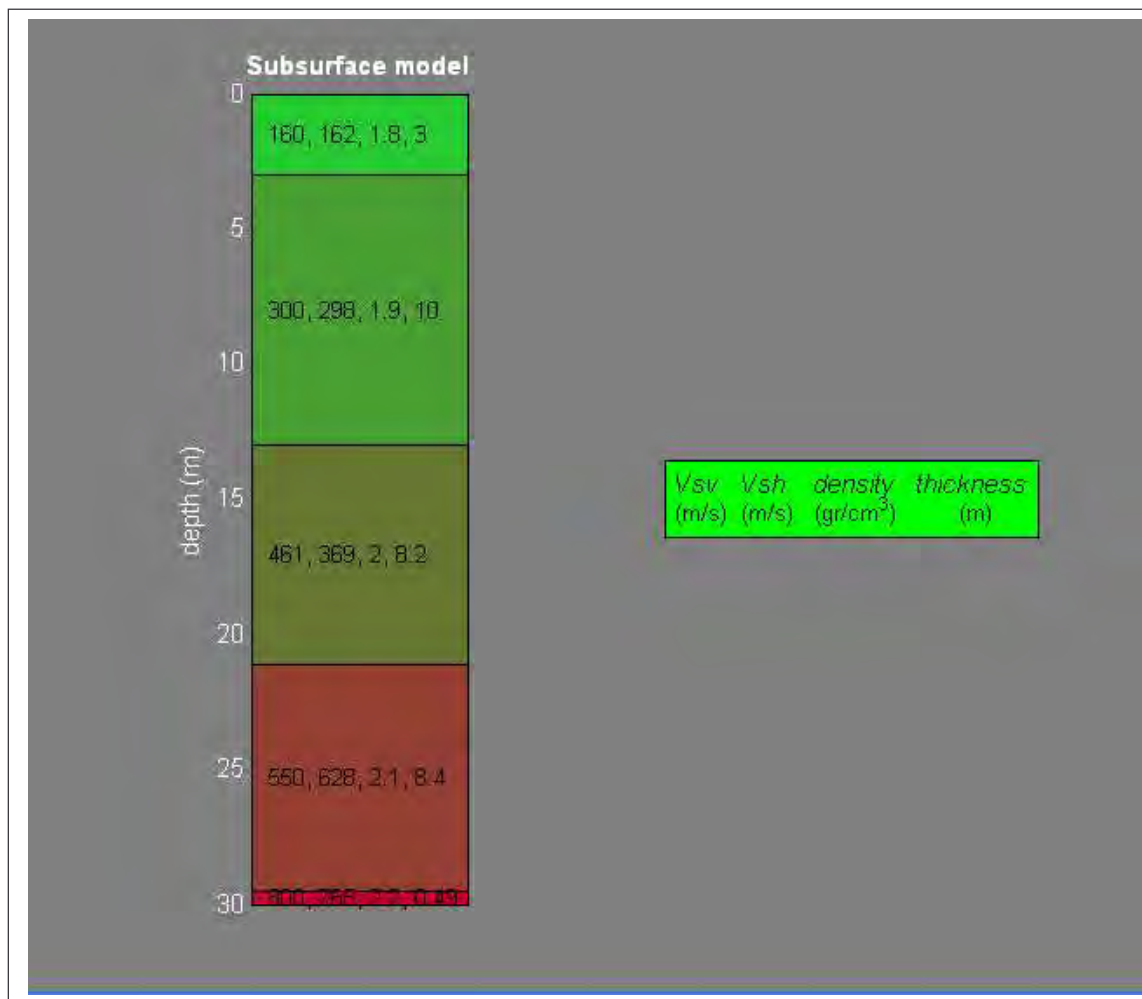 Subsurface model
0
160, 162, 1.8, 3
5
300, 298, 1.9, 10
10
depth (m)
15
461, 369, 2, 8.2
20
25
550, 628, 2.1, 8.4
30
Vsv Vsh density thickness
(m/s) (m/s) (gr/cm³) (m)